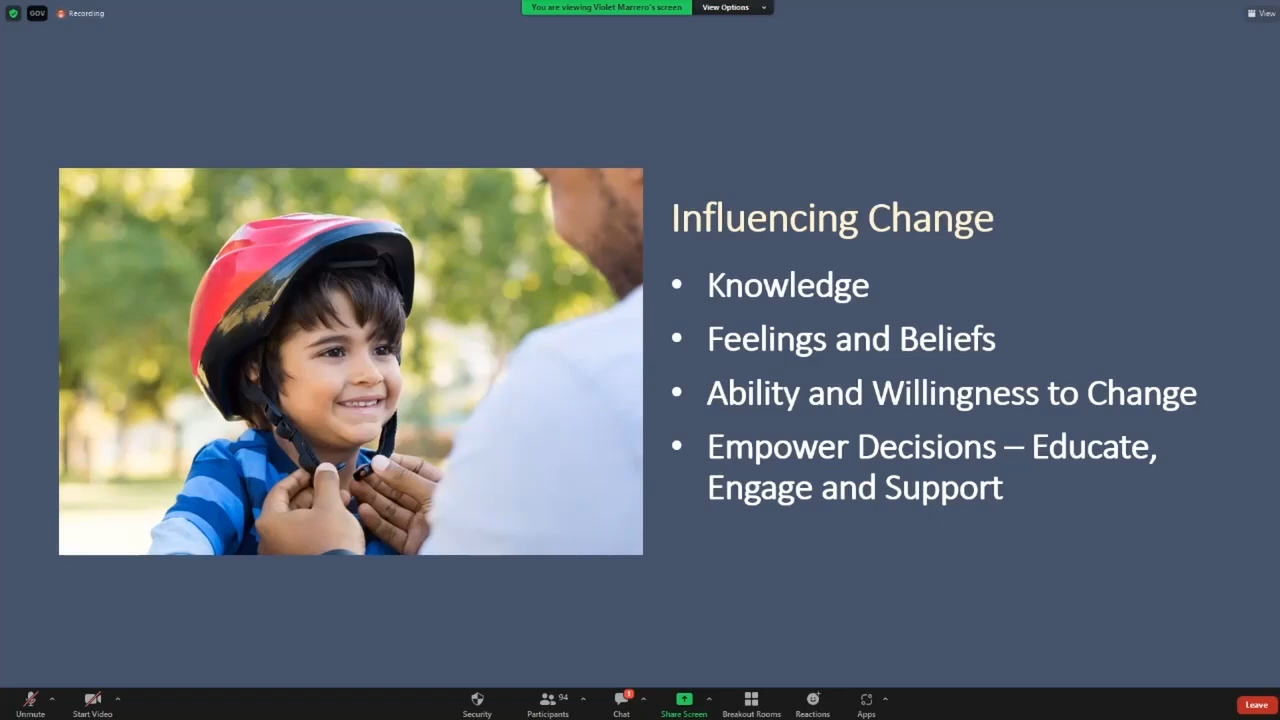 GOV
Recording
You are viewing Violet Marrero's screen
View Options
View
Influencing Change
• Knowledge
• Feelings and Beliefs
• Ability and Willingness to Change
• Empower Decisions – Educate,
Engage and Support
Unmute
Start Video
Security
94
Participants
1
Chat
Share Screen
Breakout Rooms
Reactions
Apps
Leave